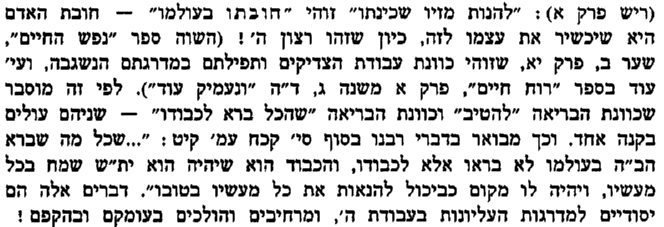 (ריש פרק א): "להנות מזיו שכינתו" זוהי "חובתו בעולמו" — חובת האדם
היא שיכשיר את עצמו לזה, כיון שזהו רצון ה'! (השוה ספר "נפש החיים",
שער ב, פרק יא, שזוהי כוונת עבודת הצדיקים ותפילתם במדרגתם הנשגבה, ועי'
עוד בספר "רוח חיים", פרק א משנה ג, ד"ה "ונעמיק עוד"). לפי זה מוסבר
שכוונת הבריאה "להטיב" וכוונת הבריאה "שהכל ברא לכבודו" — שניהם עולים
בקנה אחד. וכך מבואר בדברי רבנו בסוף סי' קכח עמ' קיט: "...שכל מה שברא
הב"ה בעולמו לא בראו אלא לכבודו, והכבוד הוא שיהיה הוא ית"ש שמח בכל
מעשיו, ויהיה לו מקום כביכול להנאות את כל מעשיו בטובו". דברים אלה הם
יסודיים למדרגות העליונות בעבודת ה', ומרחיבים והולכים בעומקם ובהקפם!